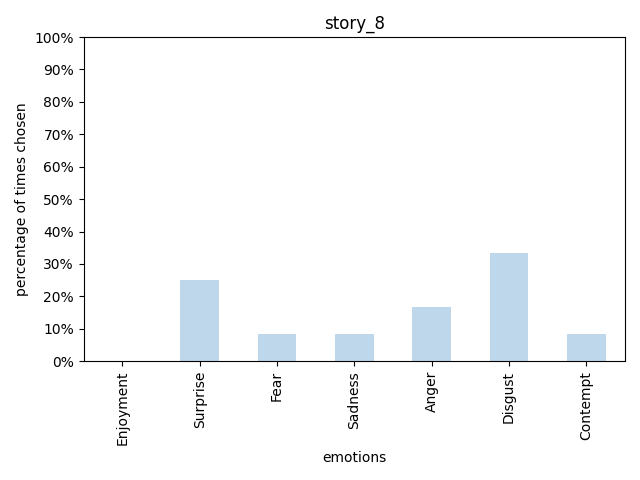 story_8
100%
90%
80%
70%
60%
50%
40%
30%
20%
10%
0%
percentage of times chosen
Enjoyment
Surprise
Fear
Sadness
Anger
Disgust
Contempt
emotions